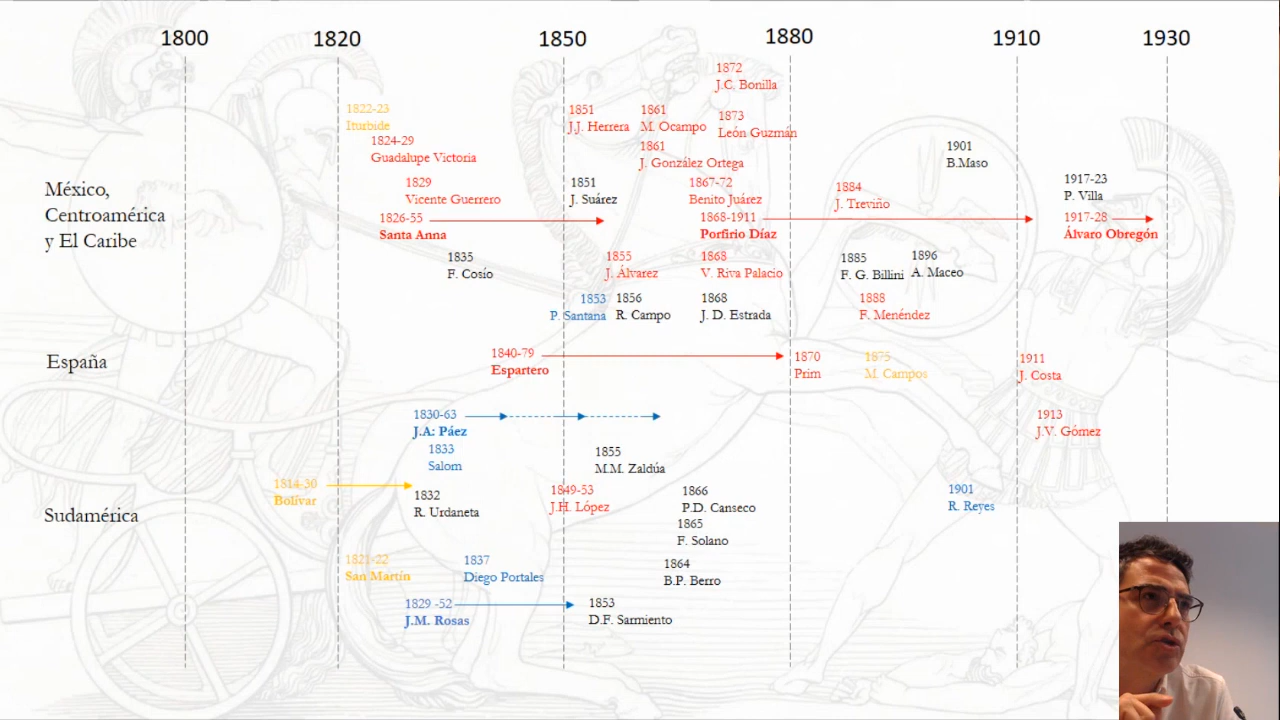 1800
1820
1850
1880
1910
1930
México,
Centroamérica
y El Caribe
1822-23
Iturbide
1824-29
Guadalupe Victoria
1829
Vicente Guerrero
1826-55
Santa Anna
1835
F. Cosío
1851
J.J. Herrera
1851
J. Suárez
1855
J. Álvarez
1853
P. Santana
1856
R. Campo
1861
M. Ocampo
1861
J. González Ortega
1872
J.C. Bonilla
1873
León Guzmán
1867-72
Benito Juárez
1868-1911
Porfirio Díaz
1868
V. Riva Palacio
1868
J. D. Estrada
1884
J. Treviño
1885
F. G. Billini
1896
A. Maceo
1888
F. Menéndez
1901
B.Maso
1917-23
P. Villa
1917-28
Álvaro Obregón
España
1840-79
Espartero
1870
Prim
1875
M. Campos
1911
J. Costa
1913
J.V. Gómez
Sudamérica
1830-63
J.A: Páez
1833
Salom
1814-30
Bolívar
1832
R. Urdaneta
1821-22
San Martín
1837
Diego Portales
1829 -52
J.M. Rosas
1855
M.M. Zaldúa
1849-53
J.H. López
1866
P.D. Canseco
1865
F. Solano
1864
B.P. Berro
1853
D.F. Sarmiento
1901
R. Reyes